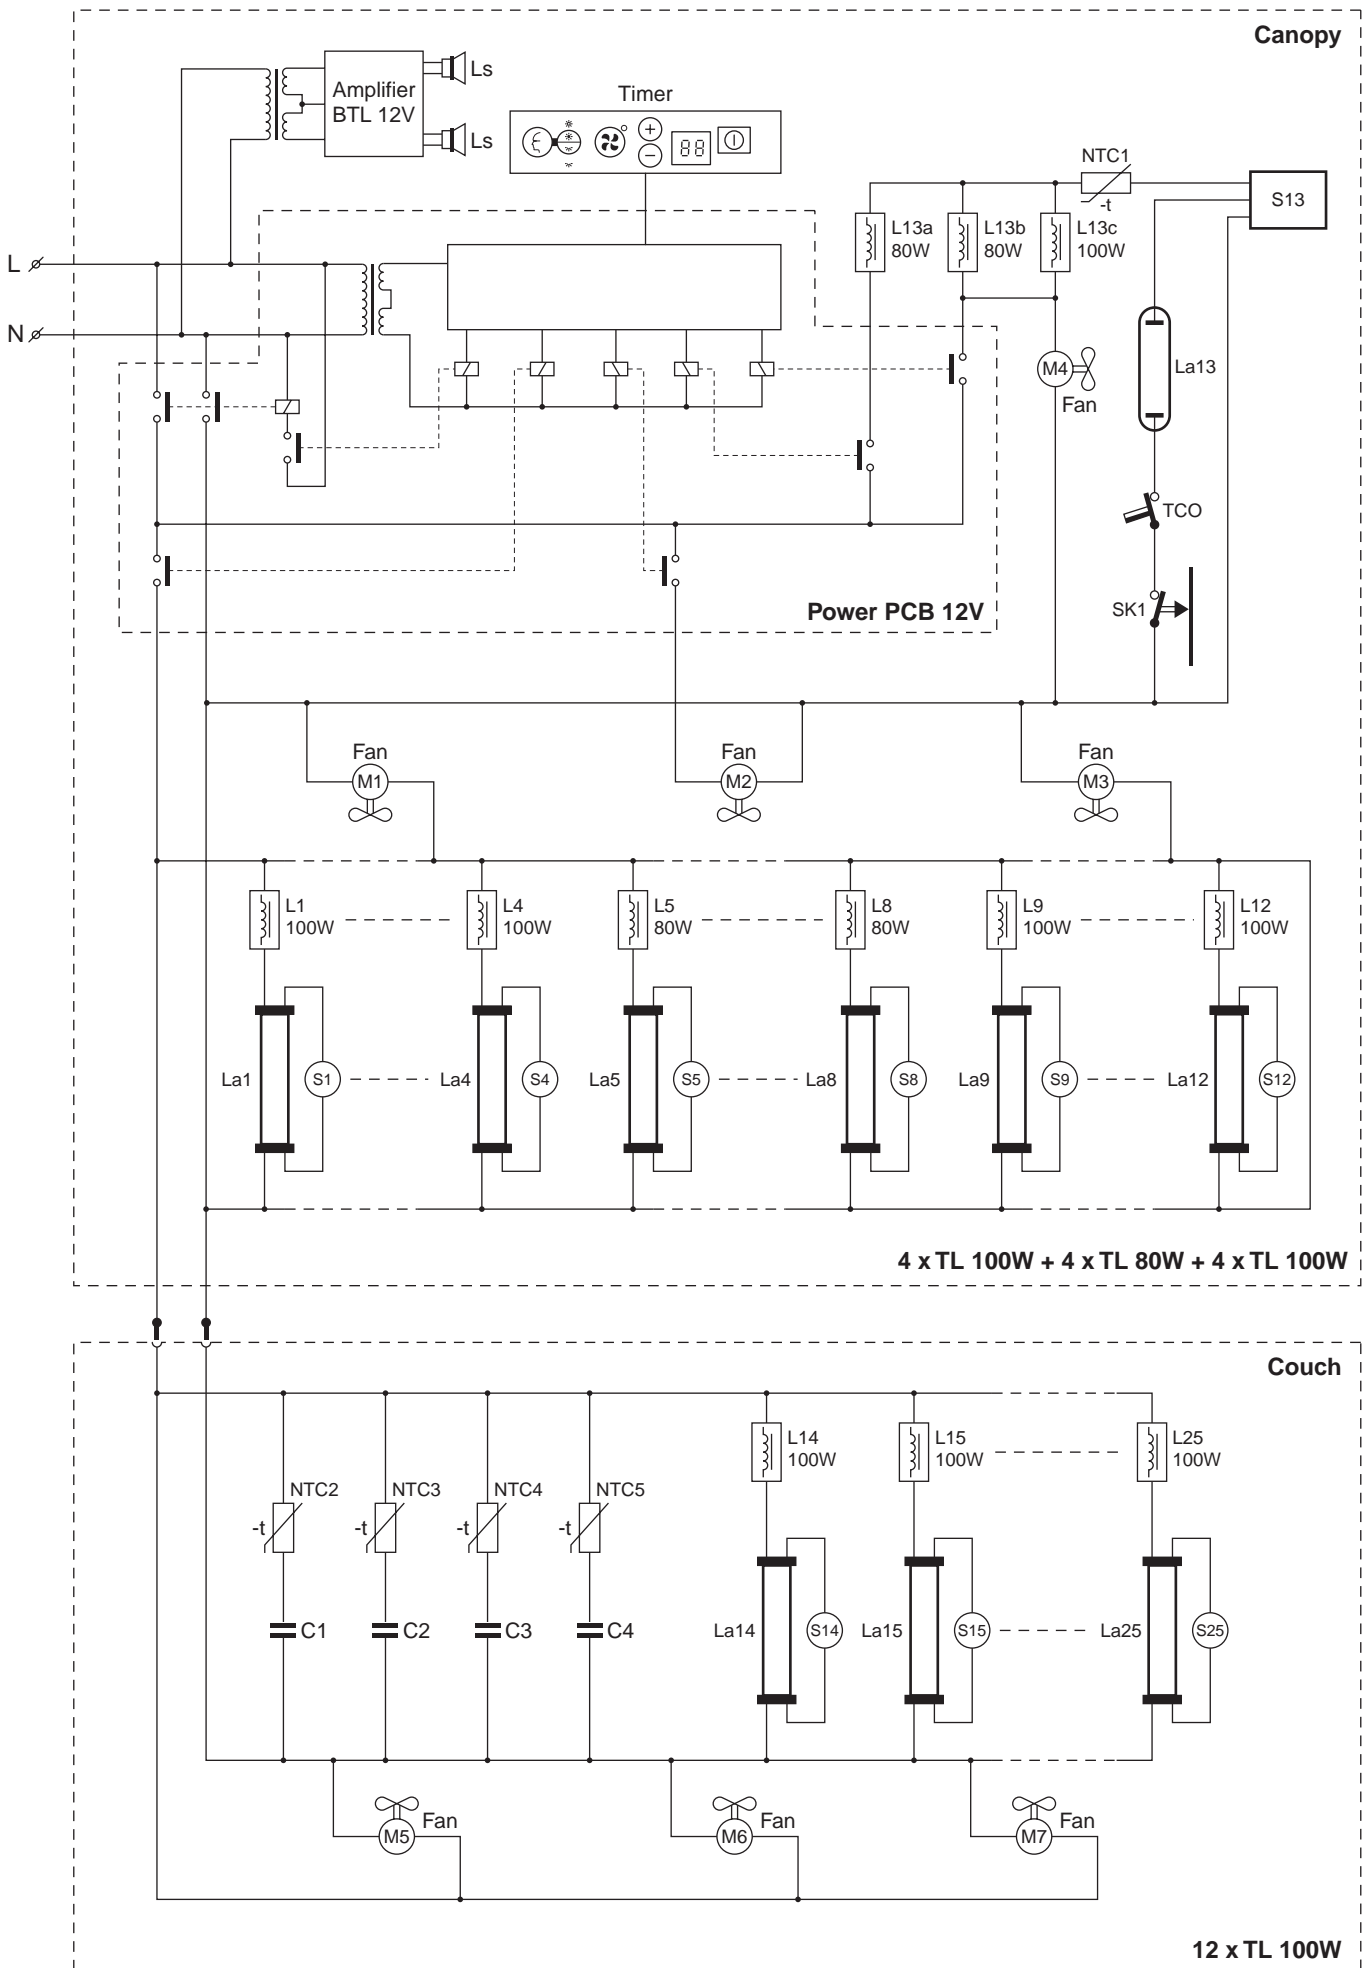 Canopy
Amplifier
BTL 12V
Ls
Ls
Timer
88
NTC1
-t
S13
L13a
80W
L13b
80W
L13c
100W
L
N
M4
Fan
La13
TCO
SK1
Power PCB 12V
Fan
M1
Fan
M2
Fan
M3
L1
100W
L4
100W
L5
80W
L8
80W
L9
100W
L12
100W
La1
S1
La4
S4
La5
S5
La8
S8
La9
S9
La12
S12
4 x TL 100W + 4 x TL 80W + 4 x TL 100W
Couch
L14
100W
L15
100W
L25
100W
NTC2
-t
NTC3
-t
NTC4
-t
NTC5
-t
C1
C2
C3
C4
La14
S14
La15
S15
La25
S25
M5
Fan
M6
Fan
M7
Fan
12 x TL 100W